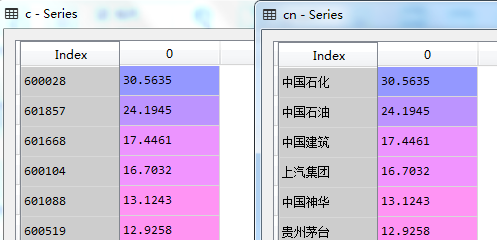 c - Series
Index 0
600028 30.5635
601857 24.1945
601668 17.4461
600104 16.7032
601088 13.1243
600519 12.9258
cn - Series
Index 0
中国石化 30.5635
中国石油 24.1945
中国建筑 17.4461
上汽集团 16.7032
中国神华 13.1243
贵州茅台 12.9258